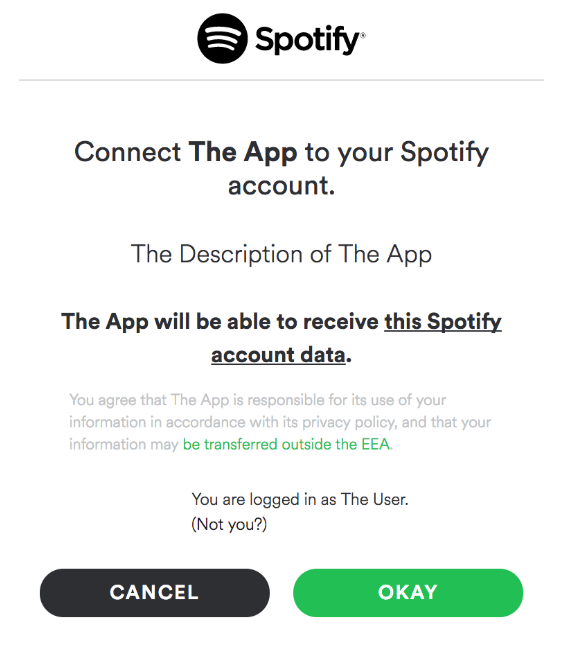 Spotify®
Connect The App to your Spotify
account.
The Description of The App
The App will be able to receive this Spotify
account data.
You agree that The App is responsible for its use of your
information in accordance with its privacy policy, and that your
information may be transferred outside the EEA.
You are logged in as The User.
(Not you?)
CANCEL
OKAY